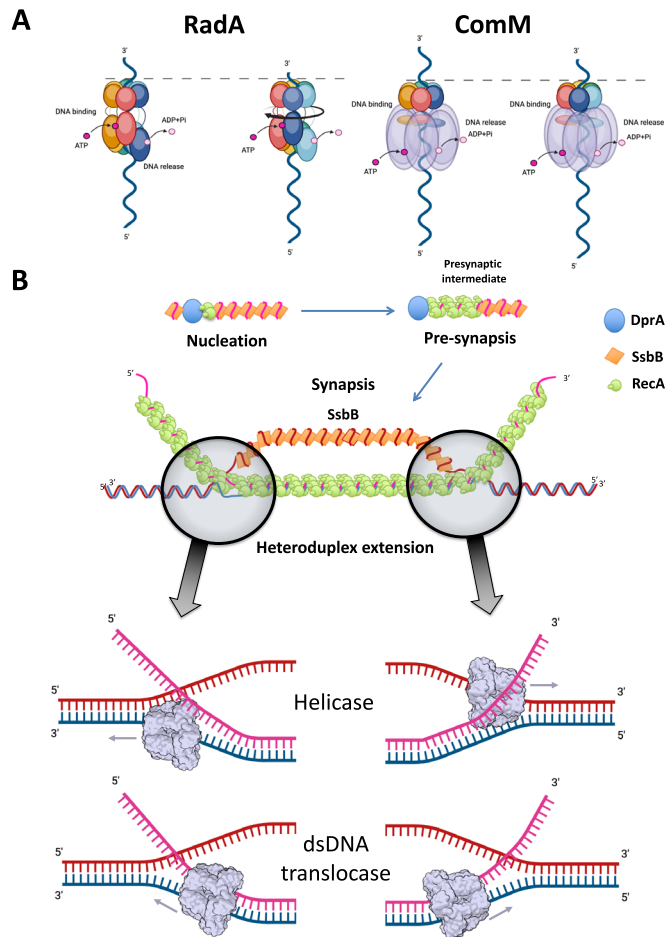 A
RadA
ComM
3’
3’
3’
3’
DNA binding
ATP
ADP+Pi
DNA release
5’
ATP
5’
DNA binding
DNA release
ADP+Pi
ATP
5’
DNA binding
DNA release
ADP+Pi
ATP
5’
B
Presynaptic
intermediate
Nucleation
Pre-synapsis
DprA
SsbB
RecA
Synapsis
SsbB
5’
3’
5’
3’
5’
3’
Heteroduplex extension
5’
3’
5’
3’
Helicase
3’
5’
5’
3’
5’
3’
3’
5’
dsDNA
translocase
3’
5’